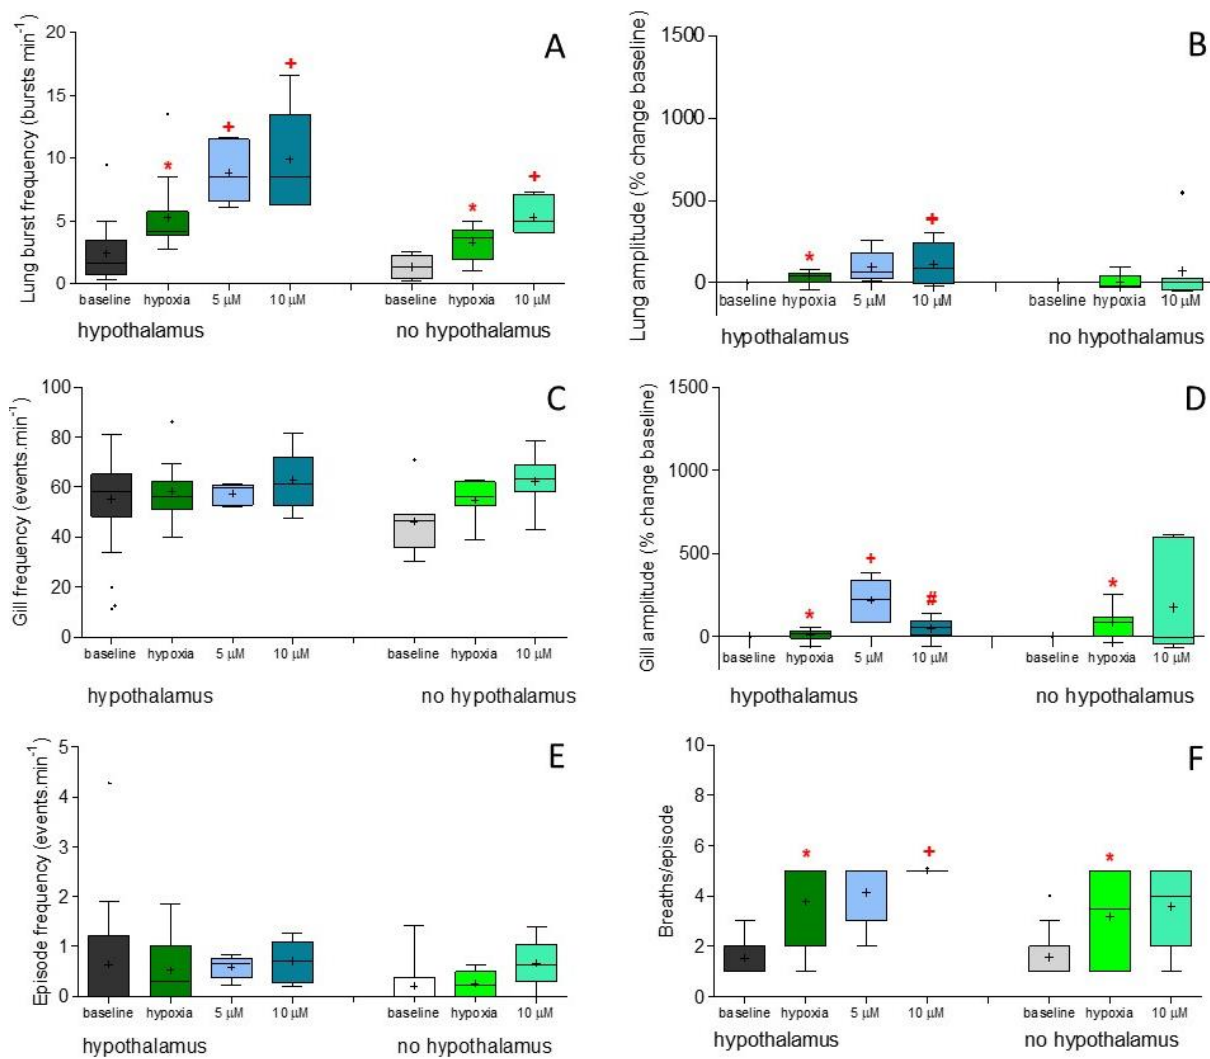 A
Lung burst frequency (bursts min⁻¹)
20
15
10
5
0
*
+
+
*
+
baseline hypoxia 5 µM 10 µM baseline hypoxia 10 µM
hypothalamus no hypothalamus
B
Lung amplitude (% change baseline)
1500
1000
500
0
*
+
baseline hypoxia 5 µM 10 µM baseline hypoxia 10 µM
hypothalamus no hypothalamus
C
Gill frequency (events.min⁻¹)
100
80
60
40
20
0
baseline hypoxia 5 µM 10 µM baseline hypoxia 10 µM
hypothalamus no hypothalamus
D
Gill amplitude (% change baseline)
1500
1000
500
0
*
+
#
*
baseline hypoxia 5 µM 10 µM baseline hypoxia 10 µM
hypothalamus no hypothalamus
E
Episode frequency (events.min⁻¹)
5
4
3
2
1
0
baseline hypoxia 5 µM 10 µM baseline hypoxia 10 µM
hypothalamus no hypothalamus
F
Breaths/episode
10
8
6
4
2
0
*
+
*
baseline hypoxia 5 µM 10 µM baseline hypoxia 10 µM
hypothalamus no hypothalamus